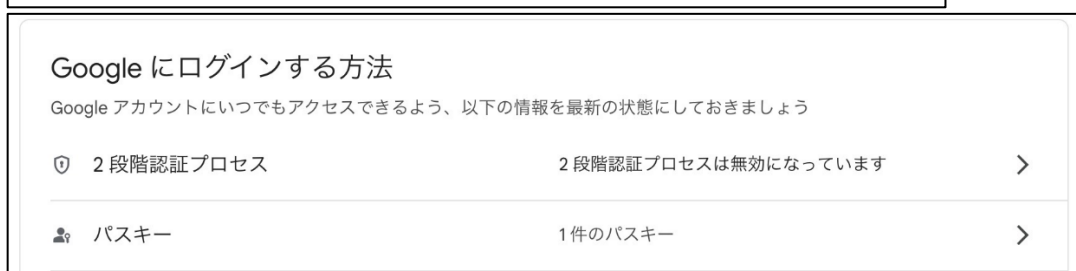 Google にログインする方法
Google アカウントにいつでもアクセスできるよう、以下の情報を最新の状態にしておきましょう
2 段階認証プロセス 2 段階認証プロセスは無効になっています
パスキー 1 件のパスキー